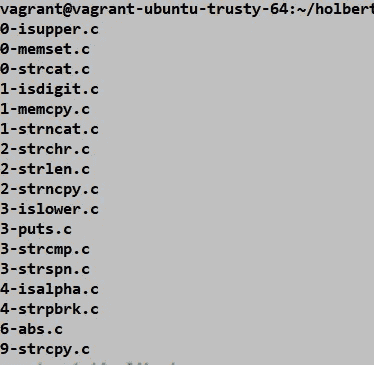 vagrant@vagrant-ubuntu-trusty-64:~/holbert
0-isupper.c
0-memset.c
0-strcat.c
1-isdigit.c
1-memcpy.c
1-strncat.c
2-strchr.c
2-strlen.c
2-strncpy.c
3-islower.c
3-puts.c
3-strcmp.c
3-strspn.c
4-isalpha.c
4-strpbrk.c
6-abs.c
9-strcpy.c